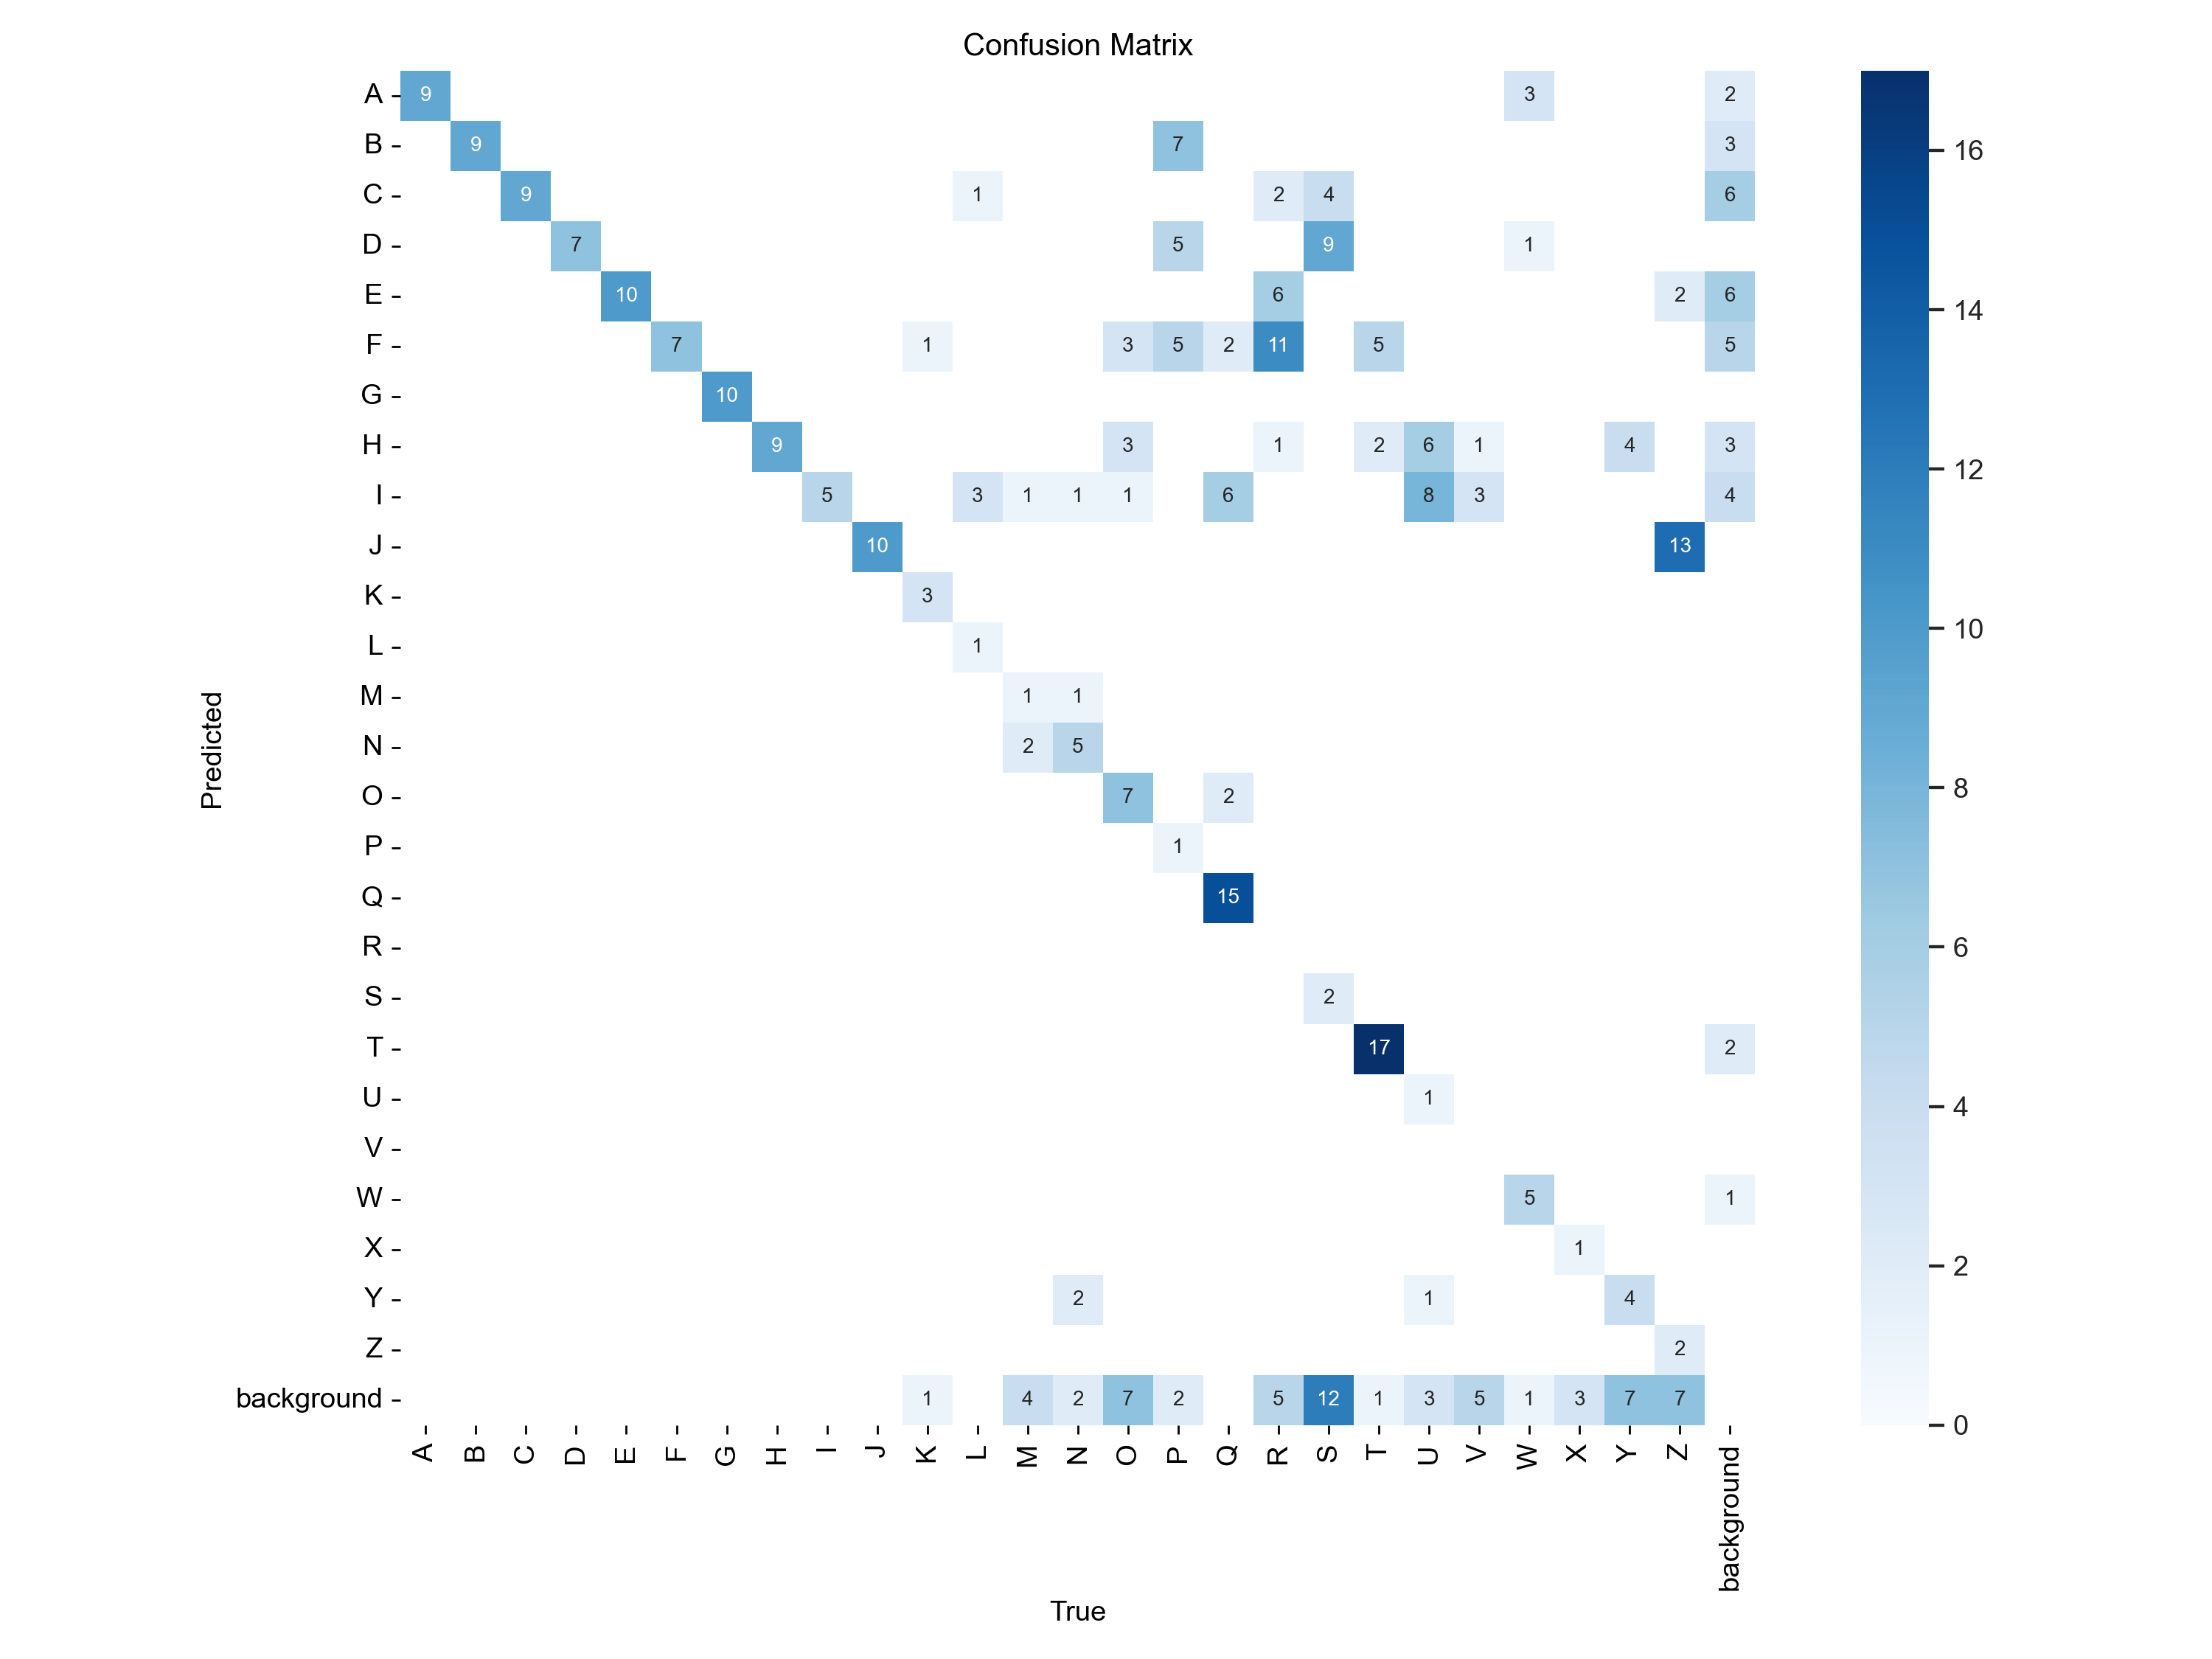 Confusion Matrix
A 9 3 2
B 9 7 3
C 9 1 2 4 6
D 7 5 9 1
E 10 6 2 6
F 7 1 3 5 2 11 5 5
G 10
H 9 3 1 2 6 1 4 3
I 5 3 1 1 1 6 8 3 4
J 10 13
K 3
L 1
M 1 1
N 2 5
O 7 2
P 1
Q 15
R
S 2
T 17 2
U 1
V
W 5 1
X 1
Y 2 1 4
Z 2
background 1 4 2 7 2 5 12 1 3 5 1 3 7 7
A B C D E F G H I J K L M N O P Q R S T U V W X Y Z background
True
Predicted
16
14
12
10
8
6
4
2
0